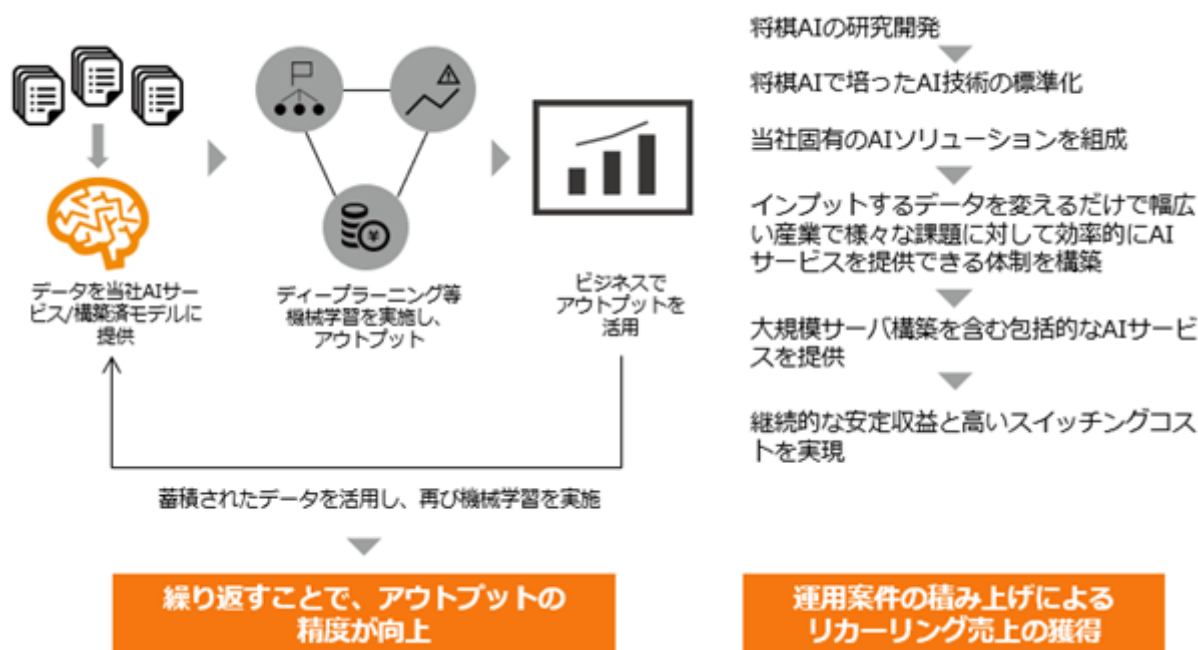 データを当社AIサー
ビス/構築済モデルに
提供
ディープラーニング等
機械学習を実施し、
アウトプット
¥
ビジネスで
アウトプットを
活用
蓄積されたデータを活用し、再び機械学習を実施
繰り返すことで、アウトプットの
精度が向上
将棋AIの研究開発
将棋AIで培ったAI技術の標準化
当社固有のAIソリューションを組成
インプットするデータを変えるだけで幅広
い産業で様々な課題に対して効率的にAI
サービスを提供できる体制を構築
大規模サーバ構築を含む包括的なAIサービ
スを提供
継続的な安定収益と高いスイッチングコス
トを実現
運用案件の積み上げによる
リカーリング売上の獲得